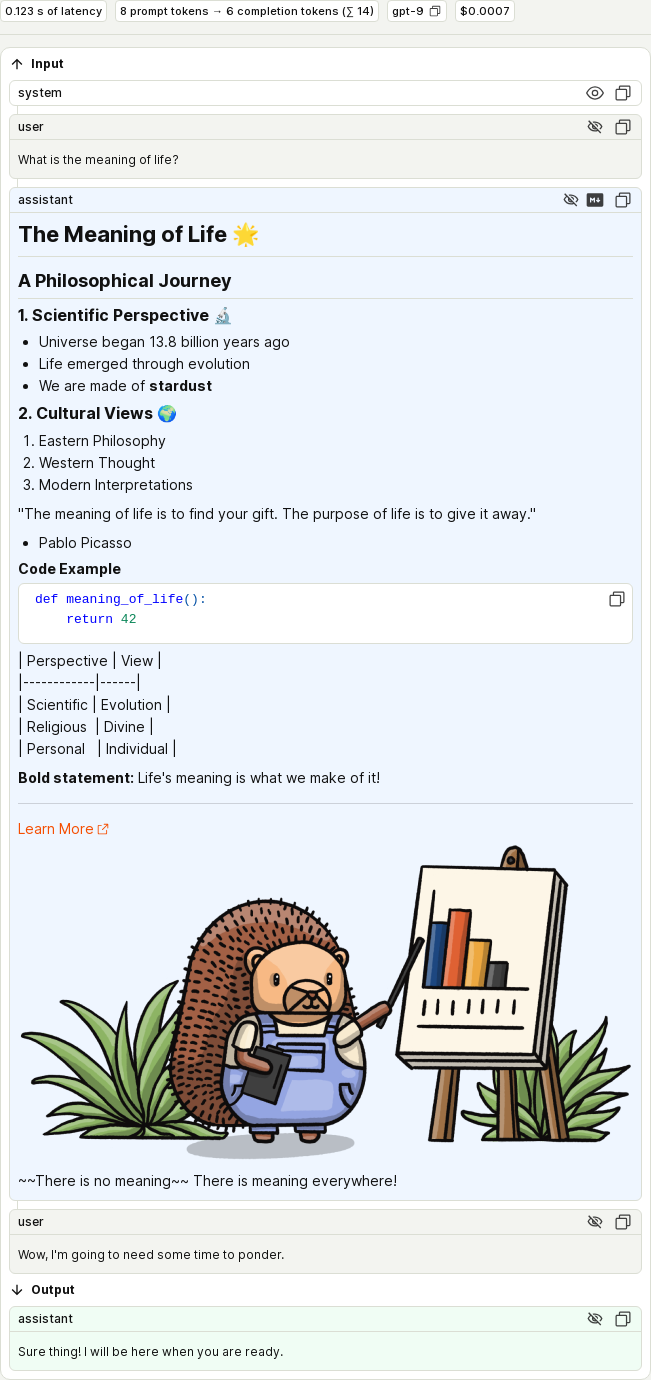 0.123 s of latency
8 prompt tokens → 6 completion tokens (∑ 14)
gpt-9
$0.0007
Input
system
user
What is the meaning of life?
assistant
M↓
The Meaning of Life 🌟
A Philosophical Journey
1. Scientific Perspective 🔬
• Universe began 13.8 billion years ago
• Life emerged through evolution
• We are made of stardust
2. Cultural Views 🌍
1. Eastern Philosophy
2. Western Thought
3. Modern Interpretations
"The meaning of life is to find your gift. The purpose of life is to give it away."
• Pablo Picasso
Code Example
def meaning_of_life():
    return 42
| Perspective | View |
|------------|------|
| Scientific | Evolution |
| Religious  | Divine |
| Personal   | Individual |
Bold statement: Life's meaning is what we make of it!
Learn More
~~There is no meaning~~ There is meaning everywhere!
user
Wow, I'm going to need some time to ponder.
Output
assistant
Sure thing! I will be here when you are ready.